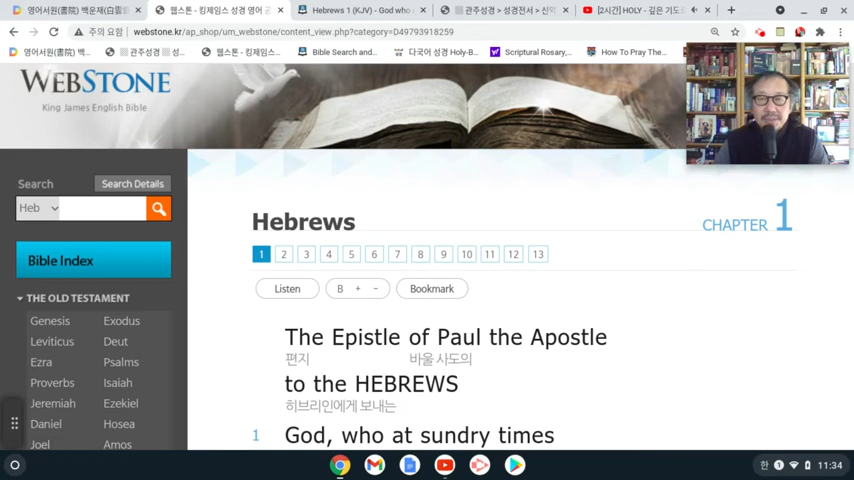 영어서원(書院) 백운재(白雲齋
웹스톤 - 킹제임스 성경 영어 공
Hebrews 1 (KJV) - God who a
관주성경 > 성경전서 > 신약
[2시간] HOLY - 깊은 기도로
주의 요함
webstone.kr/ap_shop/um_webstone/content_view.php?category=D49793918259
영어서원(書院) 백...
관주성경 성...
웹스톤 - 킹제임스...
Bible Search and...
다국어 성경 Holy-B...
Scriptural Rosary,...
How To Pray The...
WEBSTONE
King James English Bible
Search
Search Details
Heb
Bible Index
THE OLD TESTAMENT
Genesis Exodus
Leviticus Deut
Ezra Psalms
Proverbs Isaiah
Jeremiah Ezekiel
Daniel Hosea
Joel Amos
Hebrews
CHAPTER 1
1 2 3 4 5 6 7 8 9 10 11 12 13
Listen
B + -
Bookmark
The Epistle of Paul the Apostle
편지 바울 사도의
to the HEBREWS
히브리인에게 보내는
1 God, who at sundry times
한
11:34